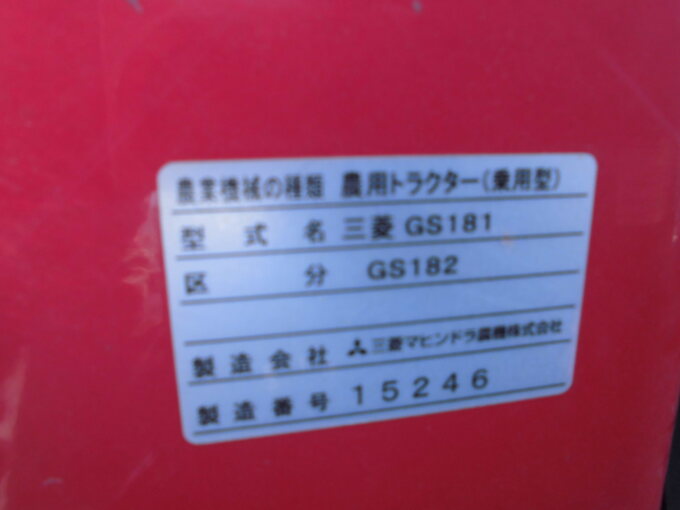 農業機械の種類 農用トラクター(乗用型)
型式名 三菱 GS181
区分 GS182
製造会社 三菱マヒンドラ農機株式会社
製造番号 15246